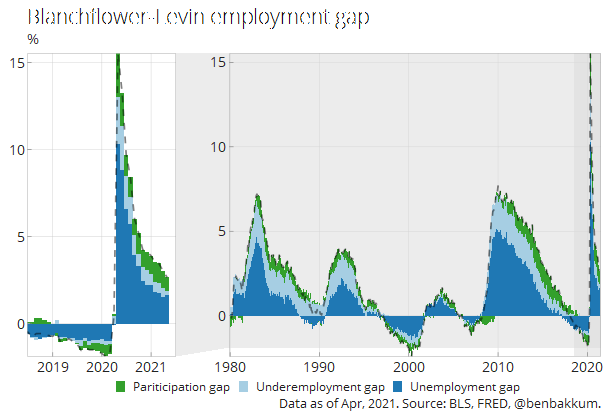 Blanchflower-Levin employment gap
%
15
10
5
0
2019 2020 2021
15
10
5
0
1980 1990 2000 2010 2020
Pariticipation gap Underemployment gap Unemployment gap
Data as of Apr, 2021. Source: BLS, FRED, @benbakkum.